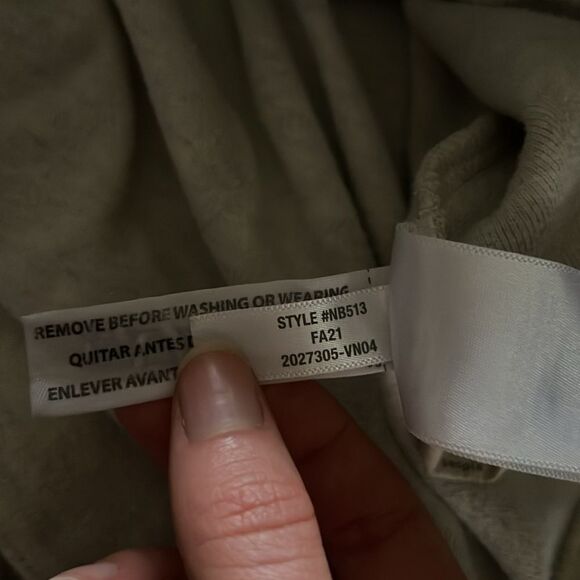 REMOVE BEFORE WASHING OR WEARING
QUITAR ANTES
ENLEVER AVANT
STYLE #NB513
FA21
2027305-VN04